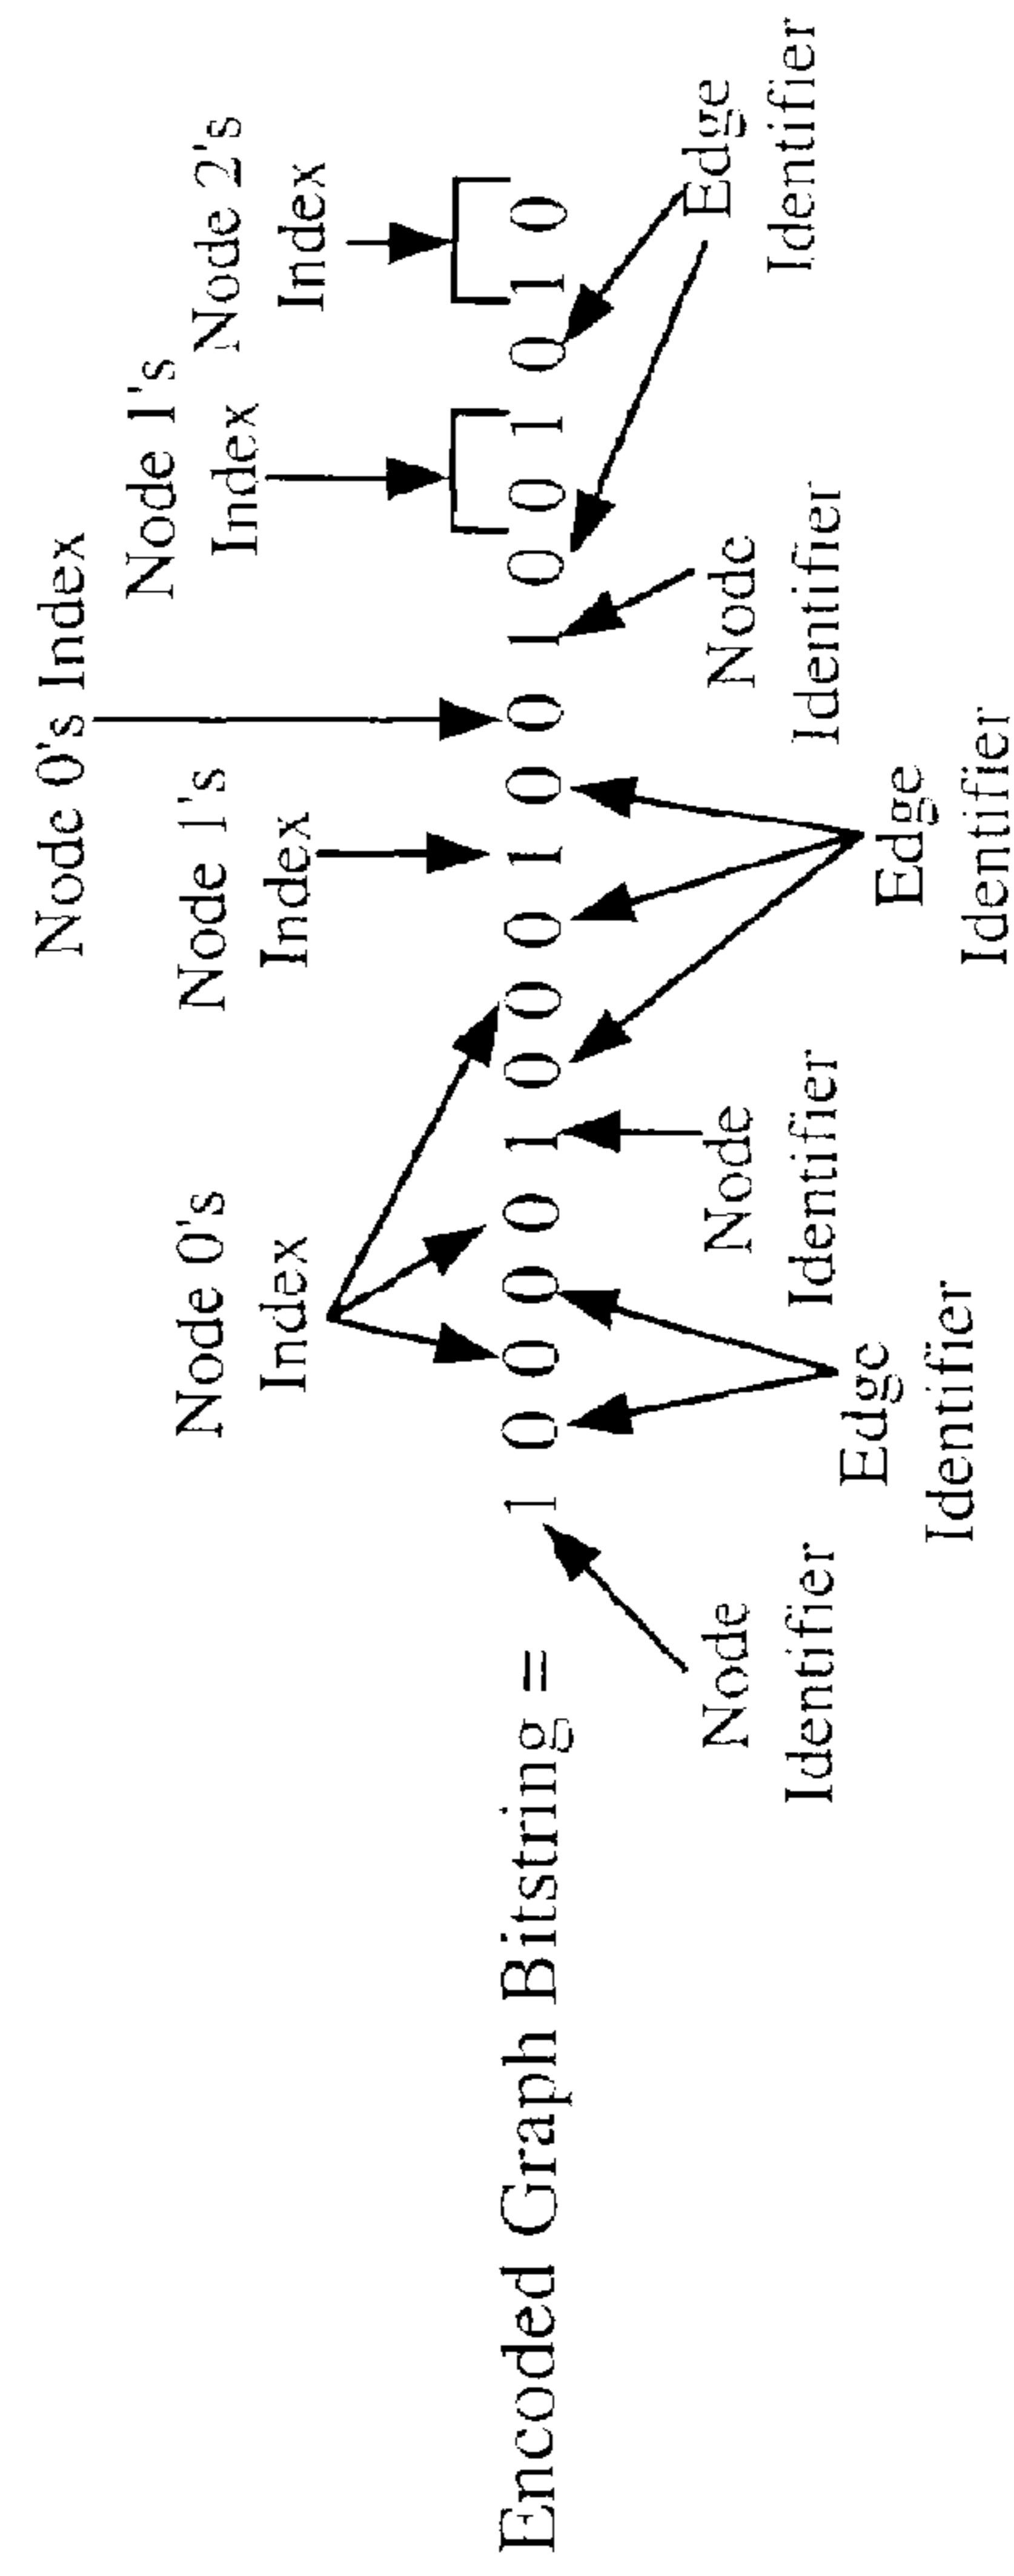 Node 0's Index
Node 1's
Index
Node 0's
Index
Node 1's
Index
Node 2's
Index
Encoded Graph Bitstring = 1 0 0 0 0 1 0 0 0 1 0 0 1 0 0 1 0 1 0
Node
Identifier
Edge
Identifier
Node
Identifier
Edge
Identifier
Node
Identifier
Edge
Identifier